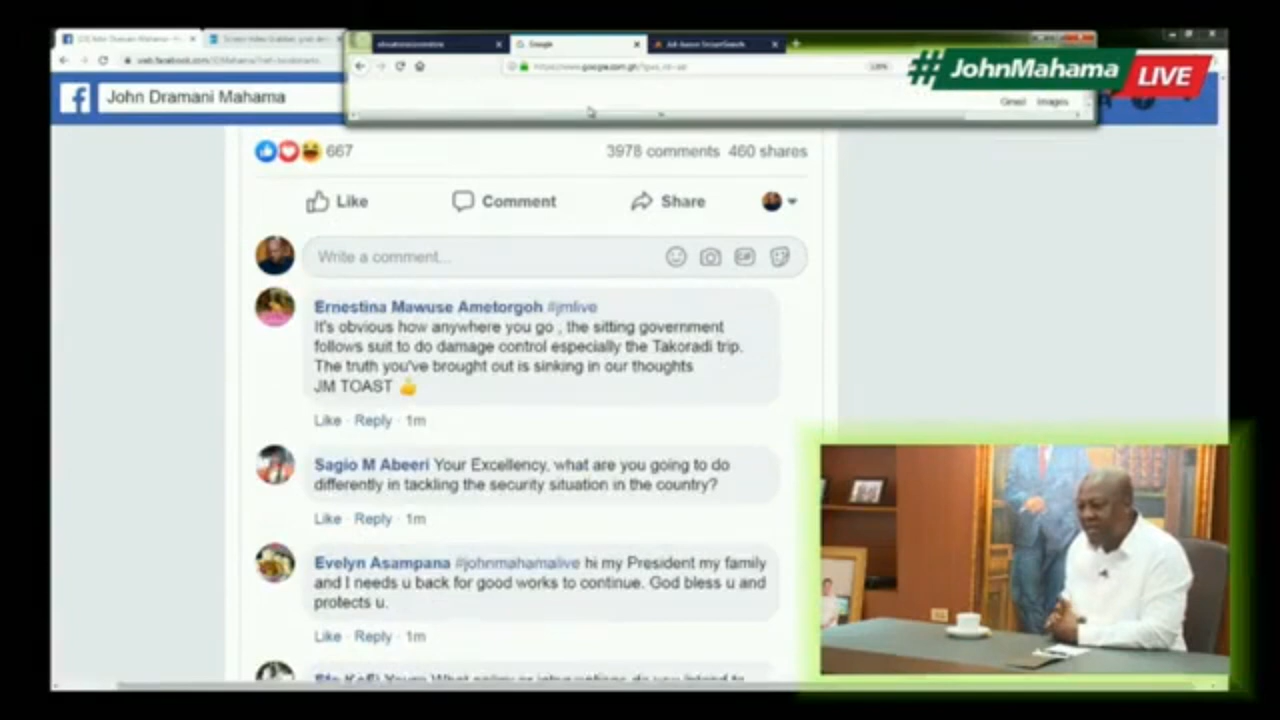 Google
#JohnMahama LIVE
John Dramani Mahama
Gmail Images
667
3978 comments 460 shares
Like Comment Share
Write a comment...
GIF
Ernestina Mawuse Ametorgoh #jmlive
It's obvious how anywhere you go , the sitting government
follows suit to do damage control especially the Takoradi trip.
The truth you've brought out is sinking in our thoughts
JM TOAST 👍
Like · Reply · 1m
Sagio M Abeeri Your Excellency, what are you going to do
differently in tackling the security situation in the country?
Like · Reply · 1m
Evelyn Asampana #johnmahamalive hi my President my family
and I needs u back for good works to continue. God bless u and
protects u.
Like · Reply · 1m